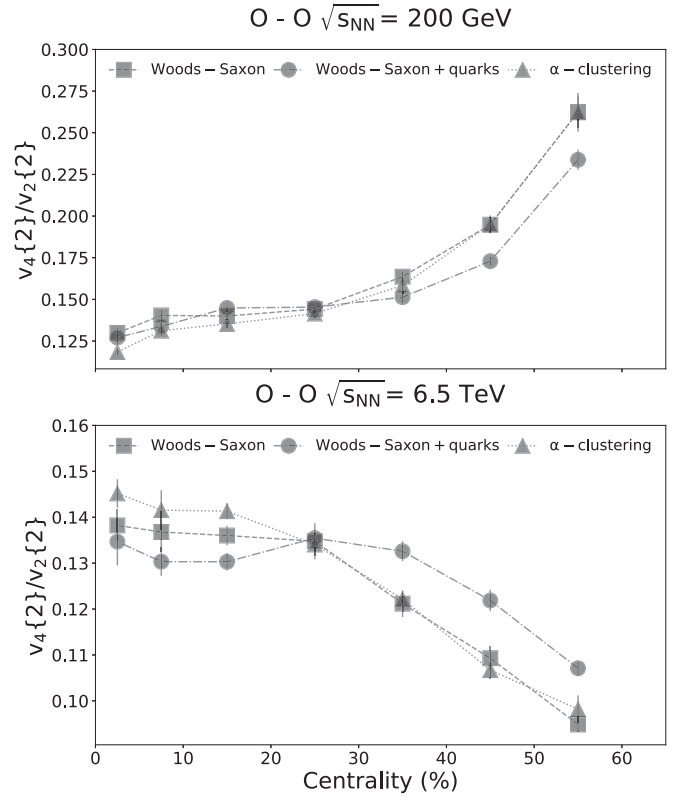 O - O √sNN = 200 GeV
0.300
Woods − Saxon Woods − Saxon + quarks α − clustering
0.275
0.250
0.225
0.200
0.175
0.150
0.125
v4{2}/v2{2}
O - O √sNN = 6.5 TeV
0.16
Woods − Saxon Woods − Saxon + quarks α − clustering
0.15
0.14
0.13
0.12
0.11
0.10
v4{2}/v2{2}
0 10 20 30 40 50 60
Centrality (%)